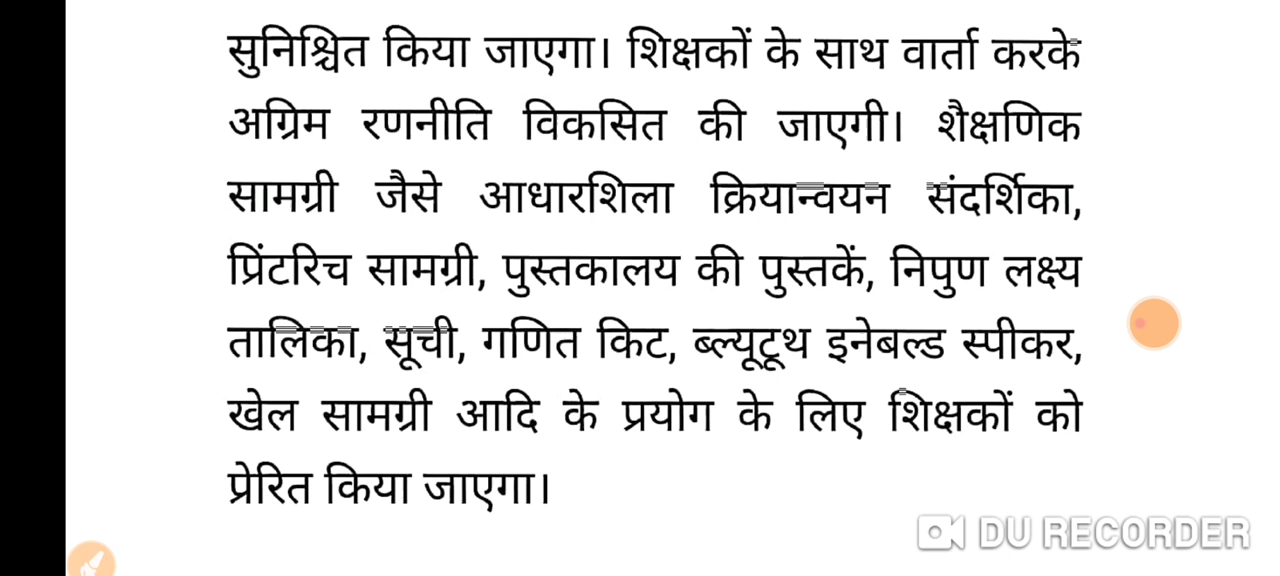 सुनिश्चित किया जाएगा। शिक्षकों के साथ वार्ता करके
अग्रिम रणनीति विकसित की जाएगी। शैक्षणिक
सामग्री जैसे आधारशिला क्रियान्वयन संदर्शिका,
प्रिंटरिच सामग्री, पुस्तकालय की पुस्तकें, निपुण लक्ष्य
तालिका, सूची, गणित किट, ब्ल्यूटूथ इनेबल्ड स्पीकर,
खेल सामग्री आदि के प्रयोग के लिए शिक्षकों को
प्रेरित किया जाएगा।
DU RECORDER